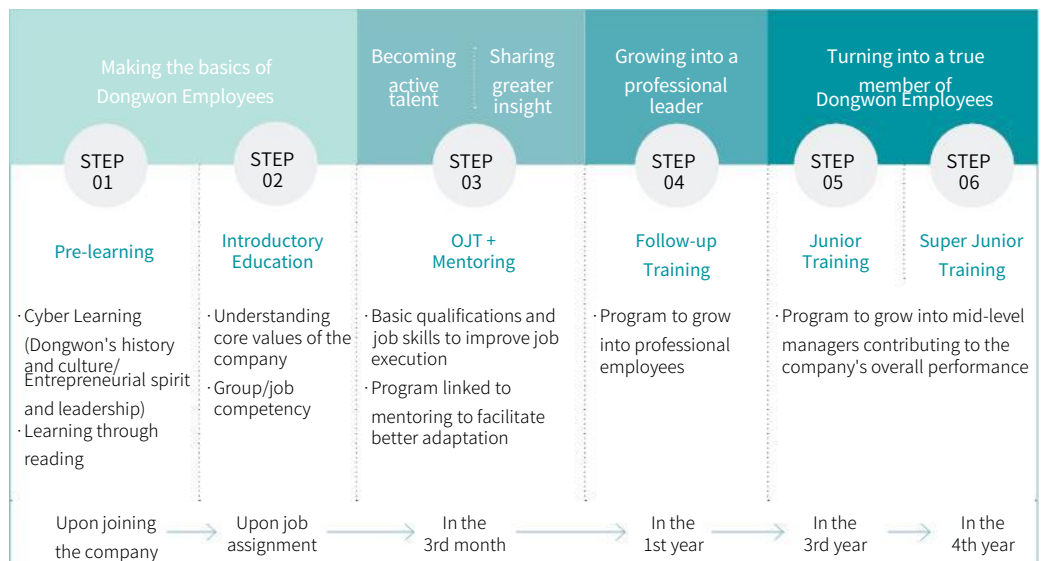 Making the basics of
Dongwon Employees
Becoming
active
talent
Sharing
greater
insight
Growing into a
professional
leader
Turning into a true
member of
Dongwon Employees
STEP
01
STEP
02
STEP
03
STEP
04
STEP
05
STEP
06
Pre-learning
Introductory
Education
OJT +
Mentoring
Follow-up
Training
Junior
Training
Super Junior
Training
· Cyber Learning
(Dongwon's history
and culture/
Entrepreneurial spirit
and leadership)
· Learning through
reading
· Understanding
core values of the
company
· Group/job
competency
· Basic qualifications and
job skills to improve job
execution
· Program linked to
mentoring to facilitate
better adaptation
· Program to grow
into professional
employees
· Program to grow into mid-level
managers contributing to the
company's overall performance
Upon joining
the company
Upon job
assignment
In the
3rd month
In the
1st year
In the
3rd year
In the
4th year